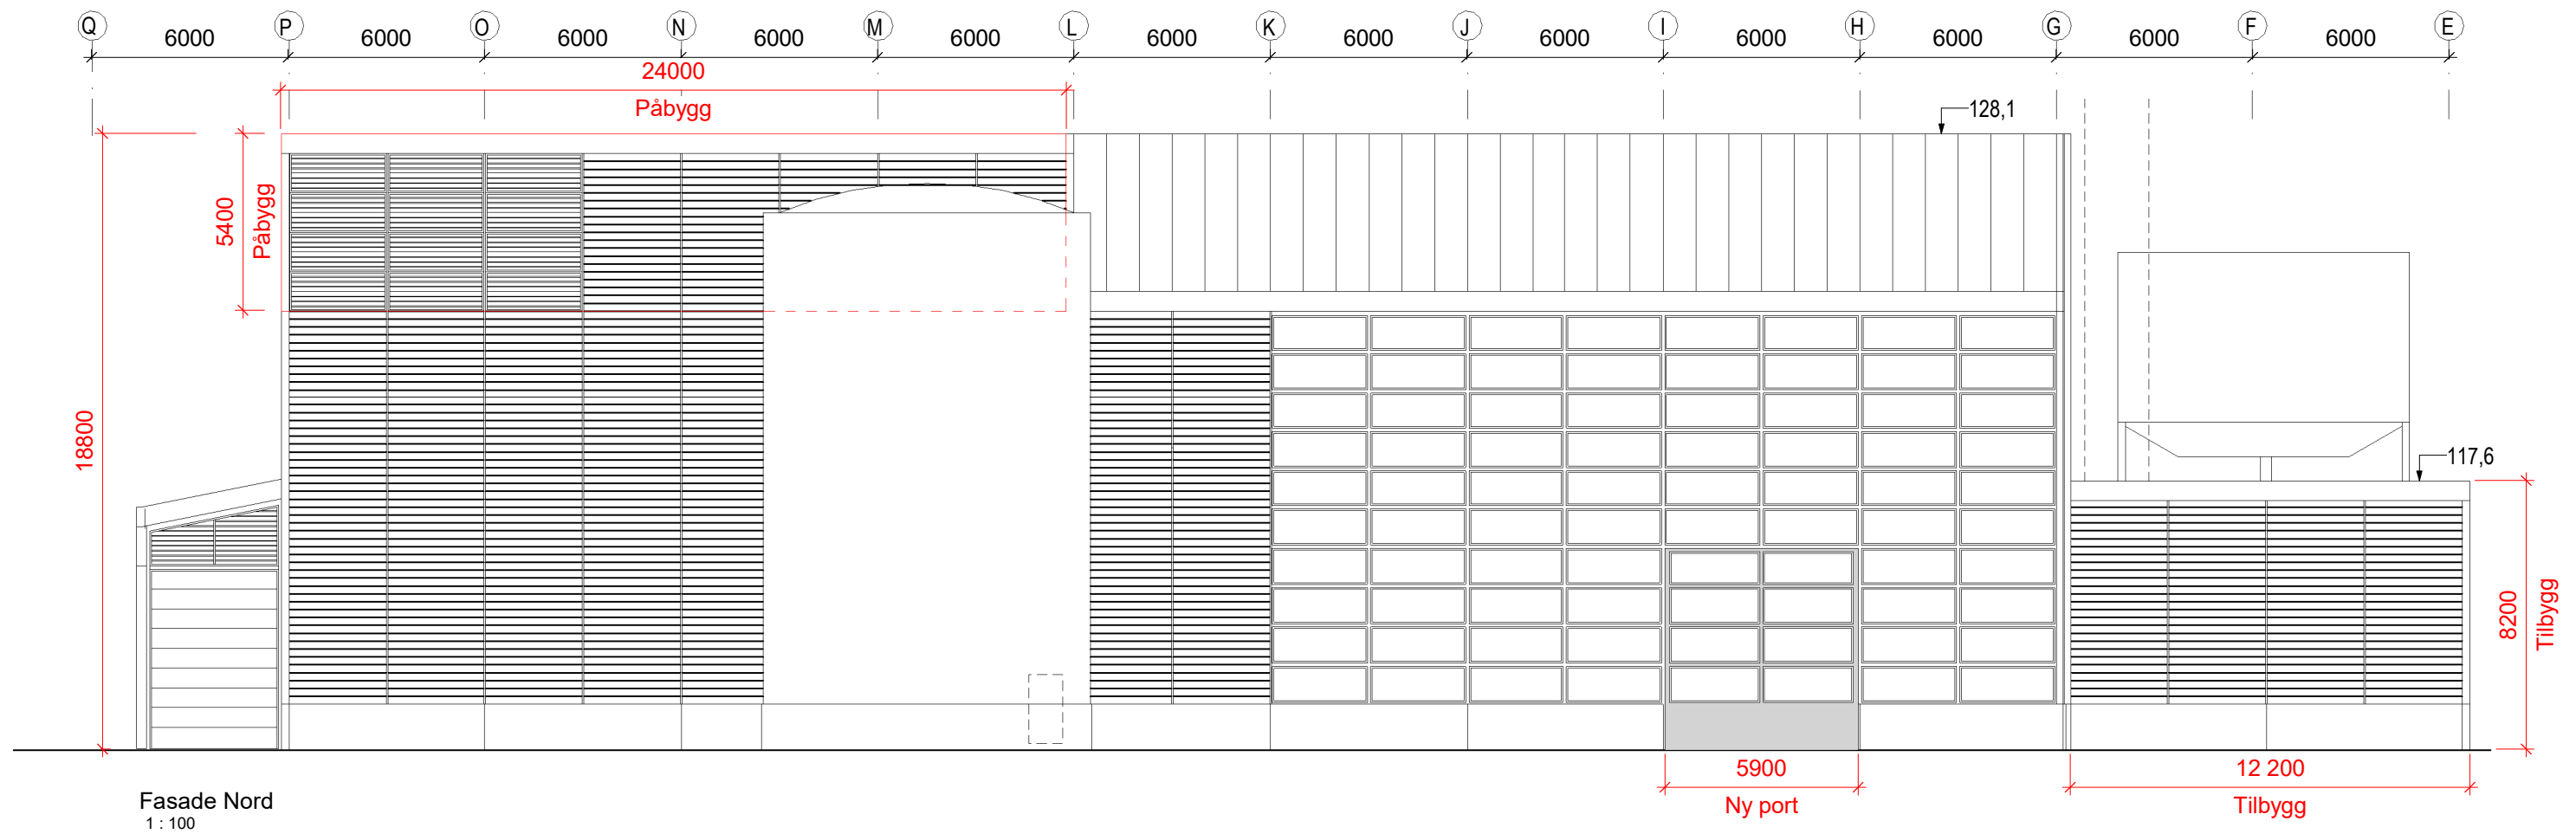 Q P O N M L K J I H G F E
6000 6000 6000 6000 6000 6000 6000 6000 6000 6000 6000 6000
24000
Påbygg
128,1
5400
Påbygg
18800
117,6
8200
Tilbygg
5900
Ny port
12 200
Tilbygg
Fasade Nord
1 : 100